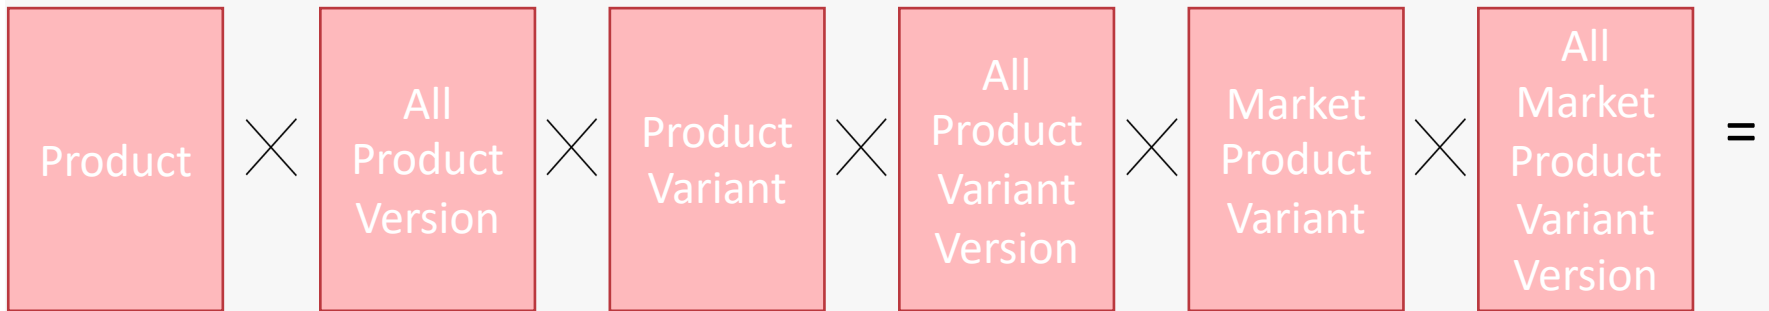 Product
All
Product
Version
Product
Variant
All
Product
Variant
Version
Market
Product
Variant
All
Market
Product
Variant
Version
=